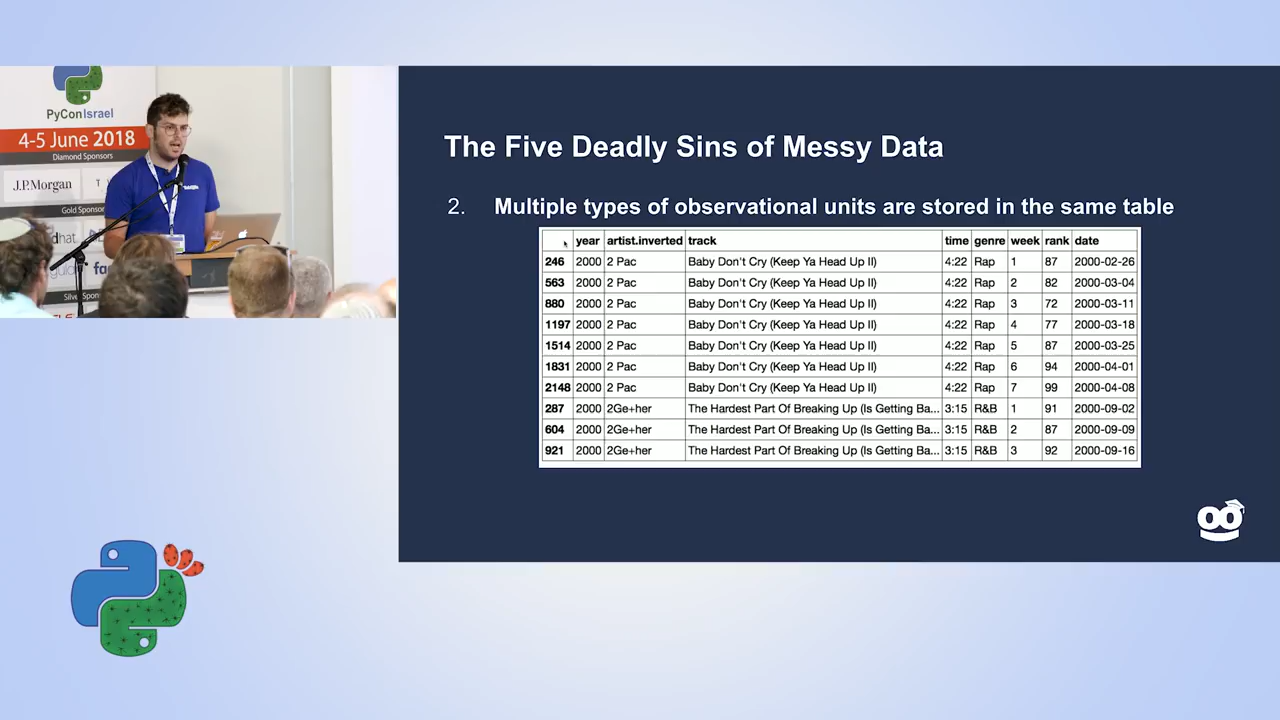 PyConIsrael
4-5 June 2018
Diamond Sponsors
J.P.Morgan
Gold Sponsor
Silver Spons
The Five Deadly Sins of Messy Data
2. Multiple types of observational units are stored in the same table
year artist.inverted track time genre week rank date
246 2000 2 Pac Baby Don't Cry (Keep Ya Head Up II) 4:22 Rap 1 87 2000-02-26
563 2000 2 Pac Baby Don't Cry (Keep Ya Head Up II) 4:22 Rap 2 82 2000-03-04
880 2000 2 Pac Baby Don't Cry (Keep Ya Head Up II) 4:22 Rap 3 72 2000-03-11
1197 2000 2 Pac Baby Don't Cry (Keep Ya Head Up II) 4:22 Rap 4 77 2000-03-18
1514 2000 2 Pac Baby Don't Cry (Keep Ya Head Up II) 4:22 Rap 5 87 2000-03-25
1831 2000 2 Pac Baby Don't Cry (Keep Ya Head Up II) 4:22 Rap 6 94 2000-04-01
2148 2000 2 Pac Baby Don't Cry (Keep Ya Head Up II) 4:22 Rap 7 99 2000-04-08
287 2000 2Ge+her The Hardest Part Of Breaking Up (Is Getting Ba... 3:15 R&B 1 91 2000-09-02
604 2000 2Ge+her The Hardest Part Of Breaking Up (Is Getting Ba... 3:15 R&B 2 87 2000-09-09
921 2000 2Ge+her The Hardest Part Of Breaking Up (Is Getting Ba... 3:15 R&B 3 92 2000-09-16